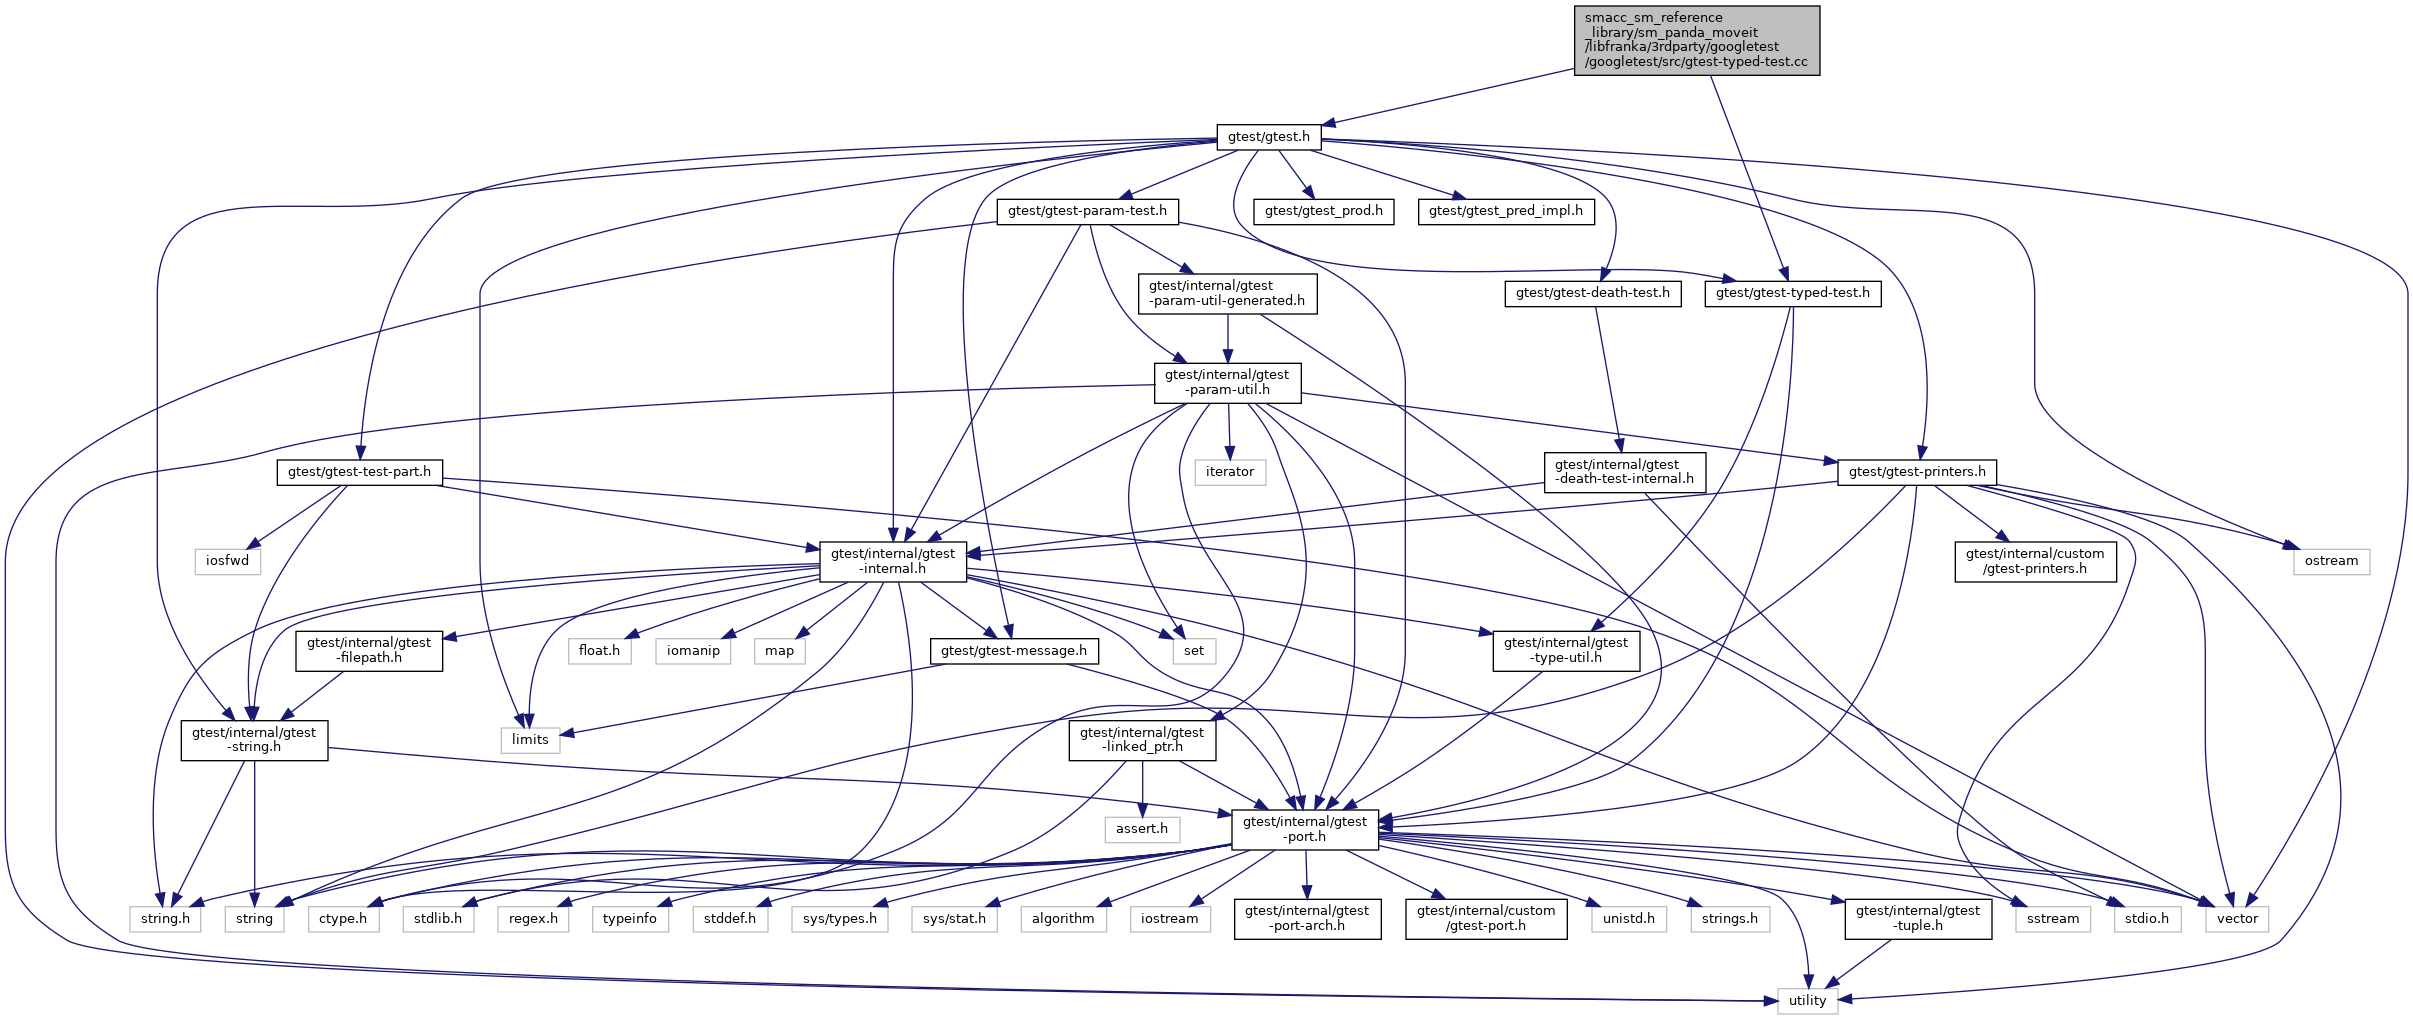 smacc_sm_reference
_library/sm_panda_moveit
/libfranka/3rdparty/googletest
/googletest/src/gtest-typed-test.cc
gtest/gtest.h
gtest/gtest-param-test.h
gtest/gtest_prod.h
gtest/gtest_pred_impl.h
gtest/internal/gtest
-param-util-generated.h
gtest/gtest-death-test.h
gtest/gtest-typed-test.h
gtest/internal/gtest
-param-util.h
gtest/gtest-test-part.h
iterator
gtest/internal/gtest
-death-test-internal.h
gtest/gtest-printers.h
iosfwd
gtest/internal/gtest
-internal.h
gtest/internal/custom
/gtest-printers.h
ostream
gtest/internal/gtest
-filepath.h
float.h
iomanip
map
gtest/gtest-message.h
set
gtest/internal/gtest
-type-util.h
gtest/internal/gtest
-string.h
limits
gtest/internal/gtest
-linked_ptr.h
assert.h
gtest/internal/gtest
-port.h
string.h
string
ctype.h
stdlib.h
regex.h
typeinfo
stddef.h
sys/types.h
sys/stat.h
algorithm
iostream
gtest/internal/gtest
-port-arch.h
gtest/internal/custom
/gtest-port.h
unistd.h
strings.h
gtest/internal/gtest
-tuple.h
sstream
stdio.h
vector
utility